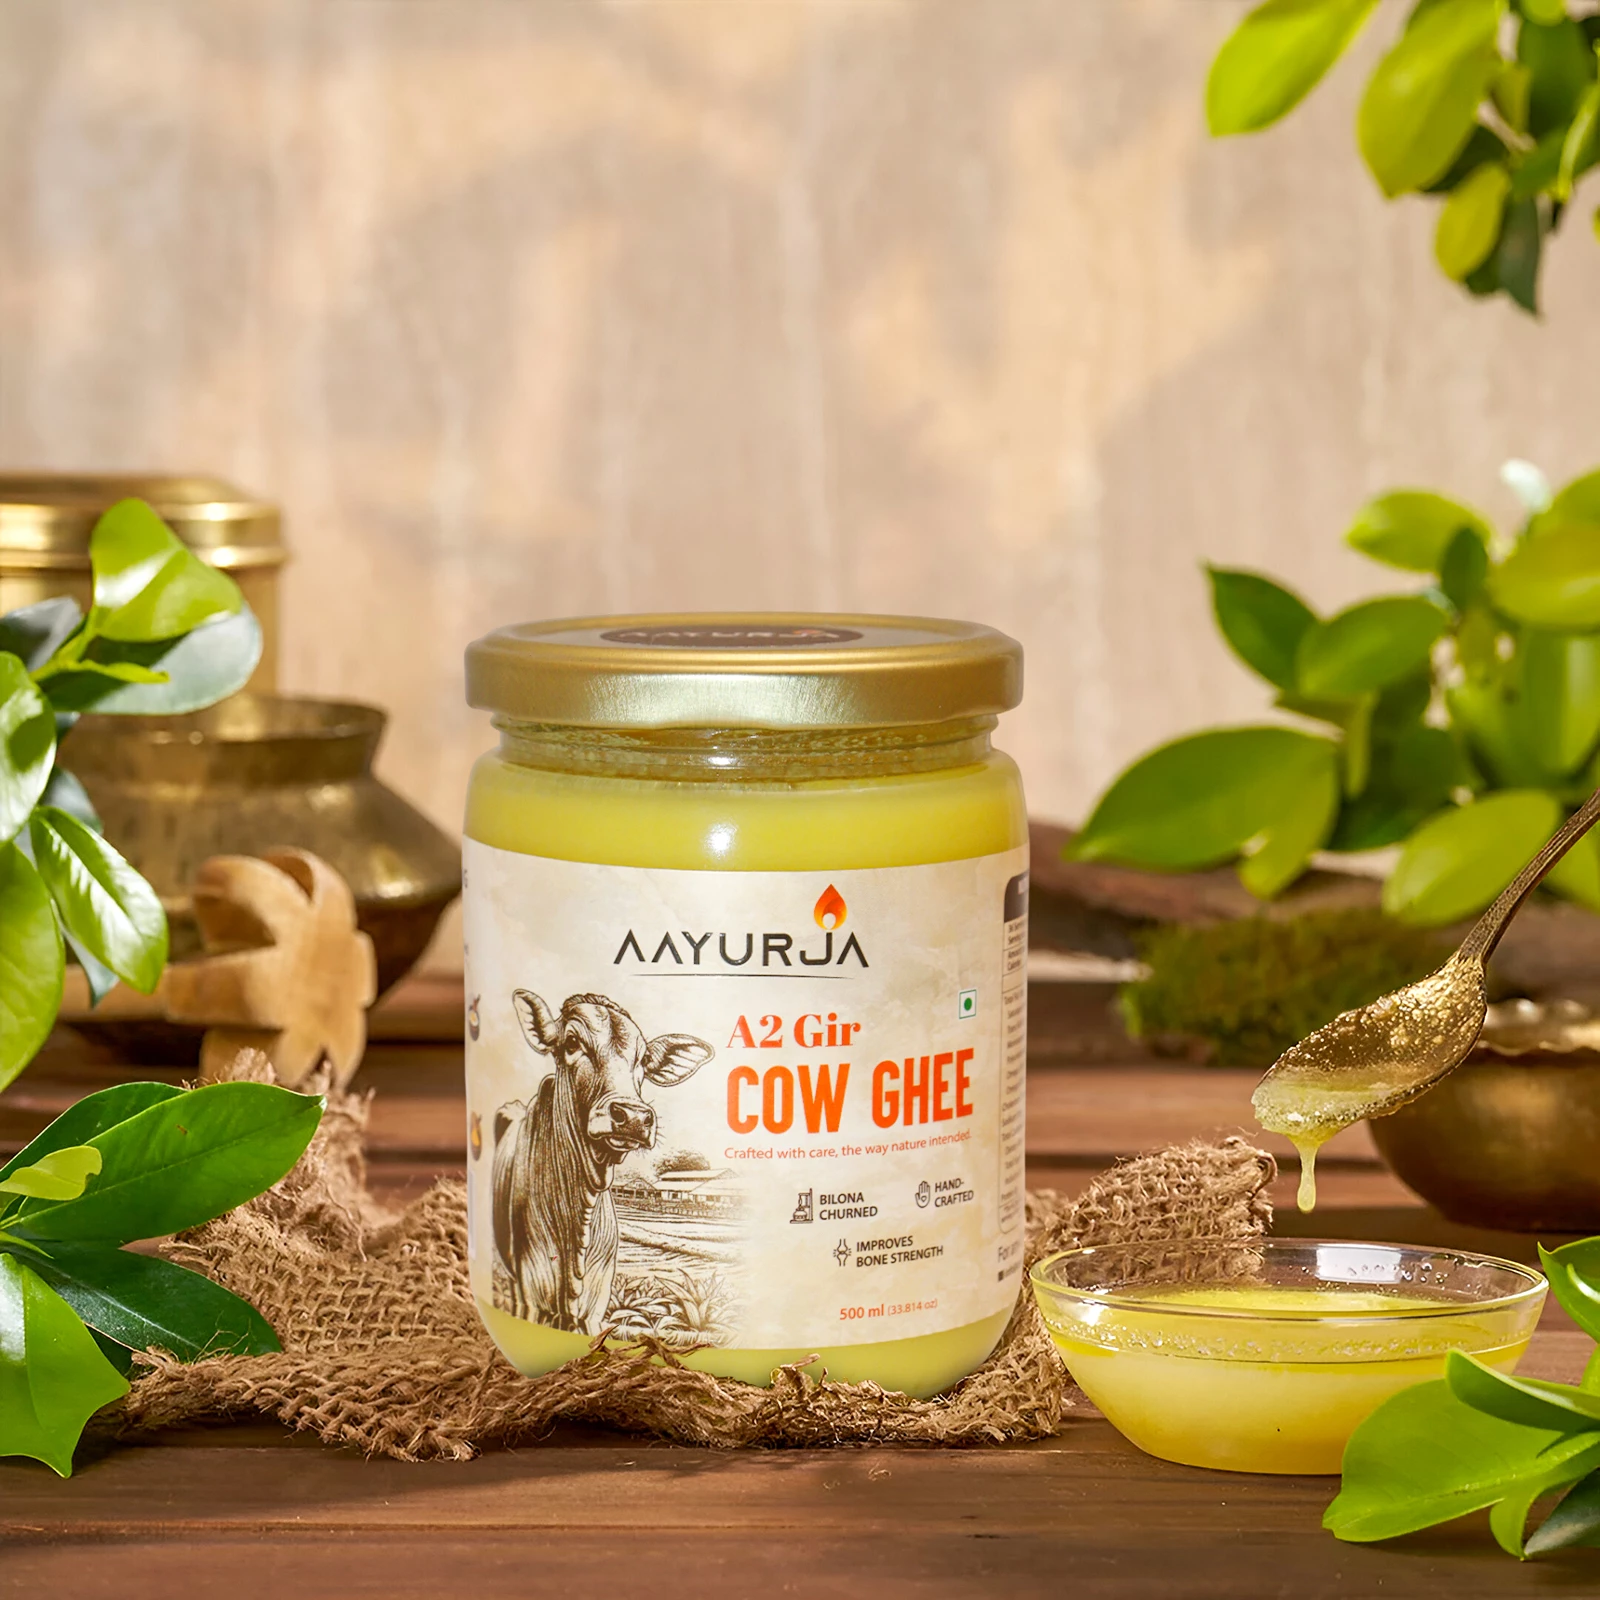 AAYURJA
AAYURJA
A2 Gir
COW GHEE
Crafted with care, the way nature intended.
BILONA
CHURNED
HAND-
CRAFTED
IMPROVES
BONE STRENGTH
500 ml (33.814 oz)